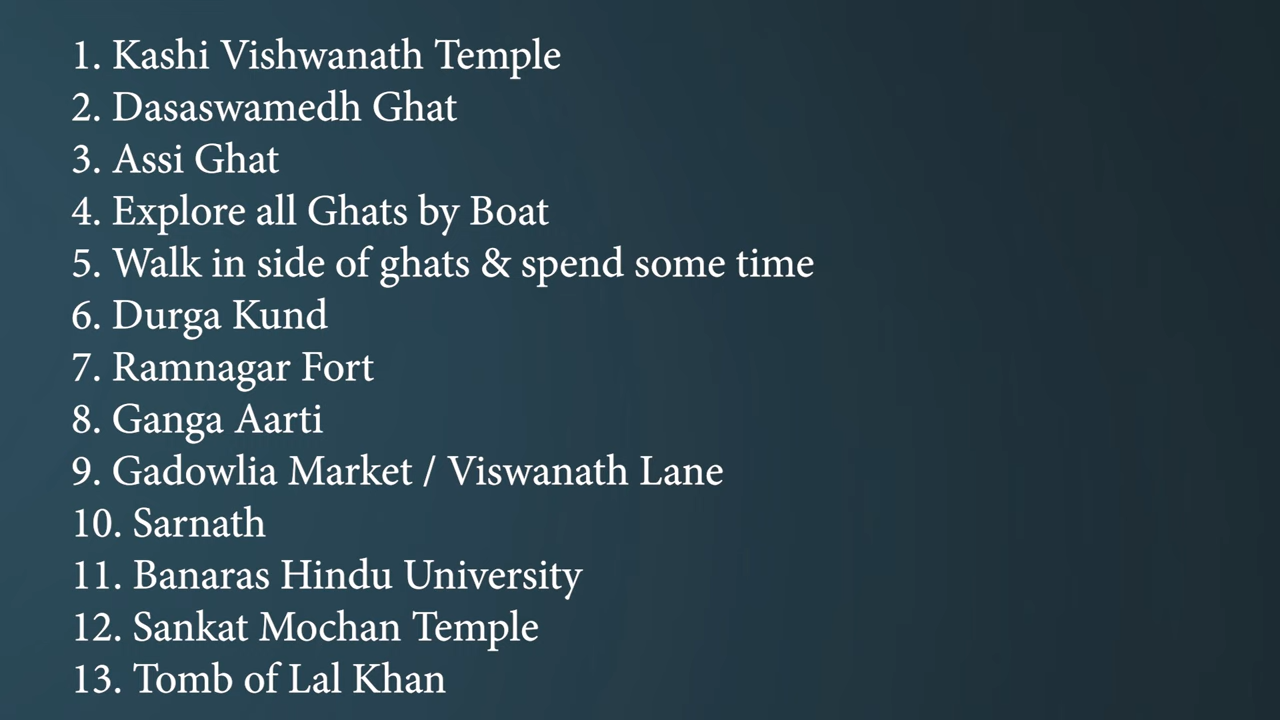 1. Kashi Vishwanath Temple
2. Dasaswamedh Ghat
3. Assi Ghat
4. Explore all Ghats by Boat
5. Walk in side of ghats & spend some time
6. Durga Kund
7. Ramnagar Fort
8. Ganga Aarti
9. Gadowlia Market / Viswanath Lane
10. Sarnath
11. Banaras Hindu University
12. Sankat Mochan Temple
13. Tomb of Lal Khan